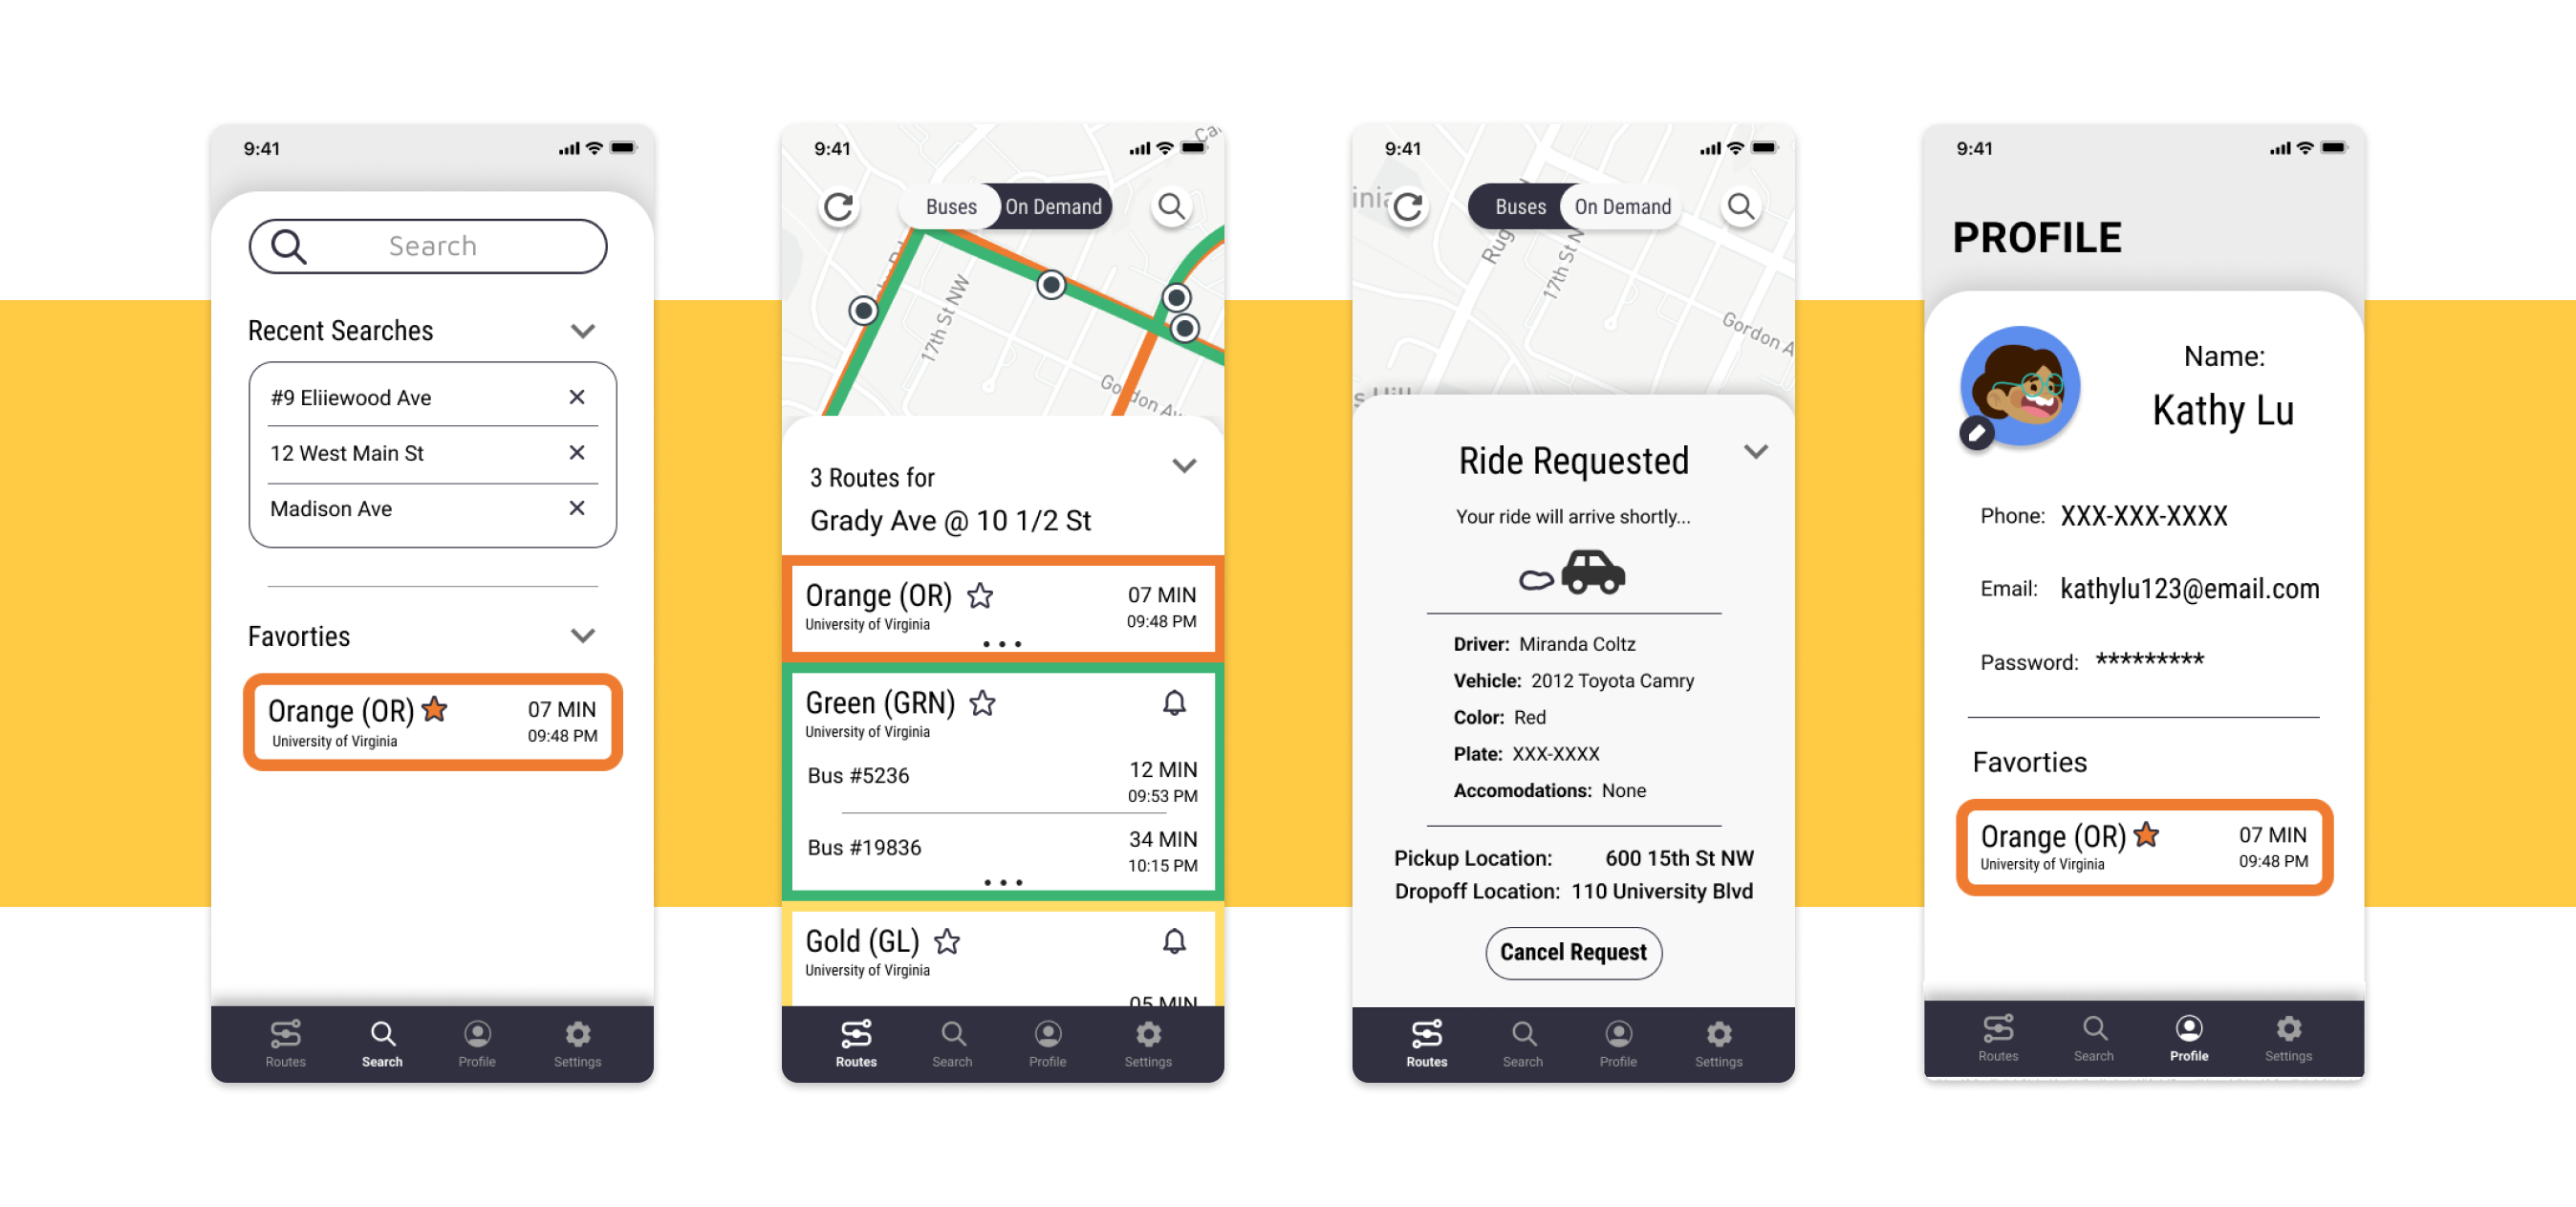 9:41
Search
Recent Searches
#9 Eliiewood Ave
12 West Main St
Madison Ave
Favorties
Orange (OR)
07 MIN
University of Virginia
09:48 PM
Routes
Search
Profile
Settings
9:41
Buses
On Demand
17th St NW
Gordon Av
3 Routes for
Grady Ave @ 10 1/2 St
Orange (OR)
07 MIN
University of Virginia
09:48 PM
Green (GRN)
University of Virginia
Bus #5236
12 MIN
09:53 PM
Bus #19836
34 MIN
10:15 PM
Gold (GL)
University of Virginia
05 MIN
Routes
Search
Profile
Settings
9:41
Buses
On Demand
Rug
17th St N
Gordon A
Ride Requested
Your ride will arrive shortly...
Driver: Miranda Coltz
Vehicle: 2012 Toyota Camry
Color: Red
Plate: XXX-XXXX
Accomodations: None
Pickup Location: 600 15th St NW
Dropoff Location: 110 University Blvd
Cancel Request
Routes
Search
Profile
Settings
9:41
PROFILE
Name:
Kathy Lu
Phone: XXX-XXX-XXXX
Email: kathylu123@email.com
Password: *********
Favorties
Orange (OR)
07 MIN
University of Virginia
09:48 PM
Routes
Search
Profile
Settings